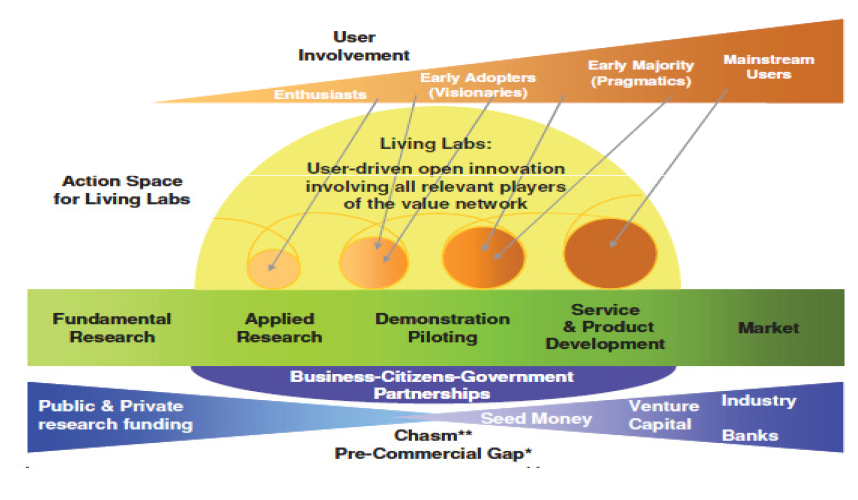 User
Involvement
Enthusiasts
Early Adopters
(Visionaries)
Early Majority
(Pragmatics)
Mainstream
Users
Action Space
for Living Labs
Living Labs:
User-driven open innovation
involving all relevant players
of the value network
Fundamental
Research
Applied
Research
Demonstration
Piloting
Service
& Product
Development
Market
Business-Citizens-Government
Partnerships
Public & Private
research funding
Seed Money
Venture
Capital
Industry
Banks
Chasm**
Pre-Commercial Gap*